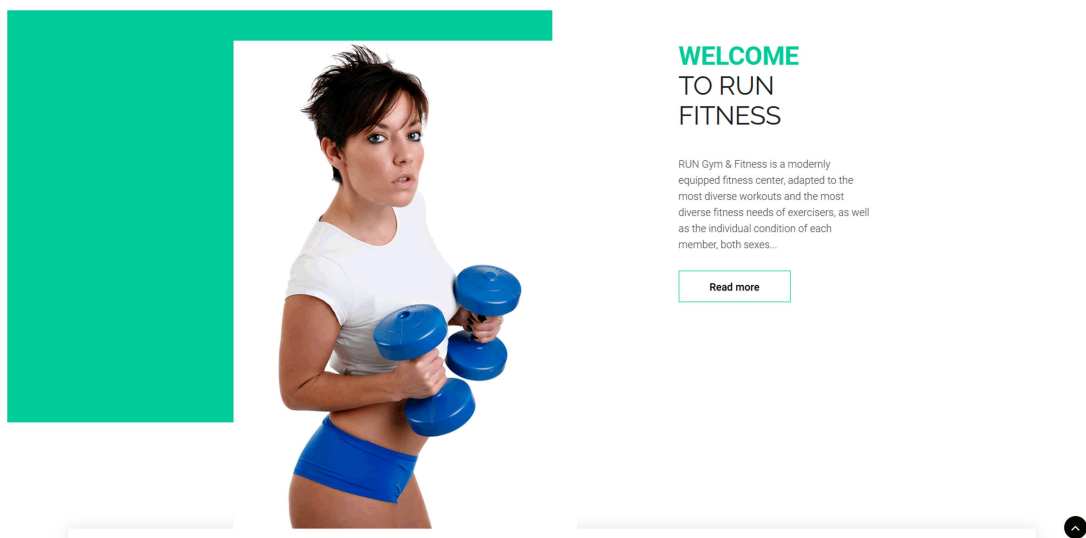 WELCOME
TO RUN
FITNESS
RUN Gym & Fitness is a modernly
equipped fitness center, adapted to the
most diverse workouts and the most
diverse fitness needs of exercisers, as well
as the individual condition of each
member, both sexes...
Read more